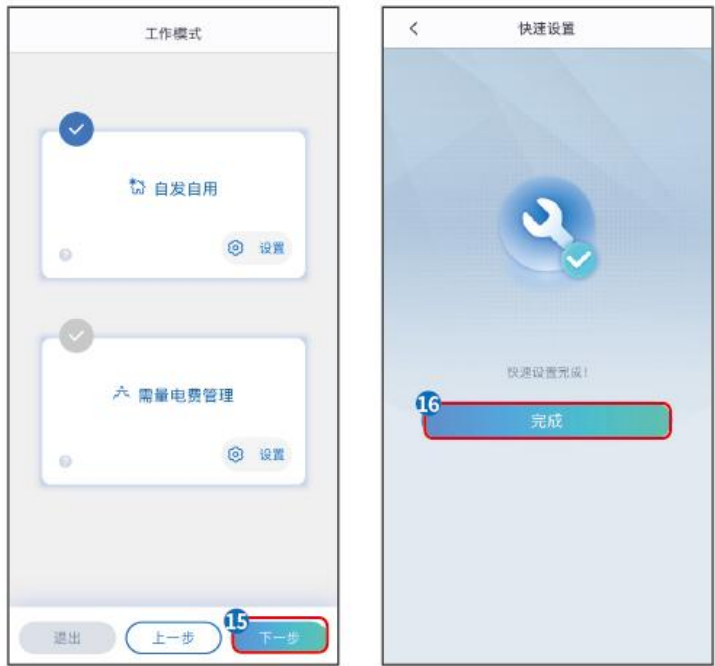 工作模式
自发自用
设置
需量电费管理
设置
15
退出
上一步
下一步
快速设置
快速设置完成!
16
完成